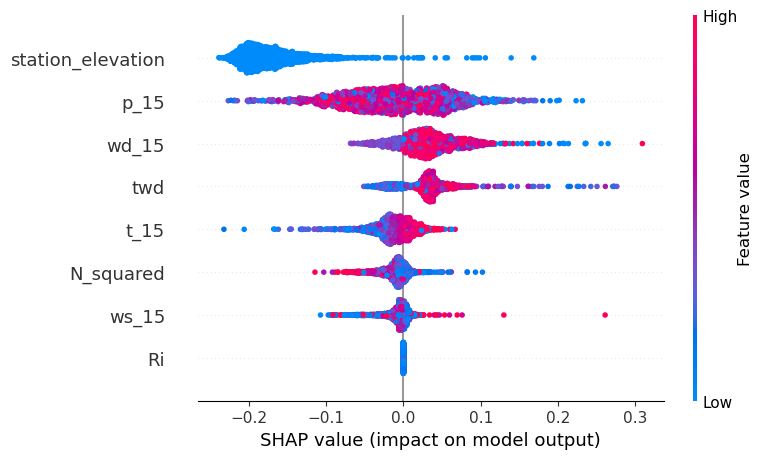 High
station_elevation
p_15
wd_15
twd
t_15
N_squared
ws_15
Ri
Feature value
Low
−0.2 −0.1 0.0 0.1 0.2 0.3
SHAP value (impact on model output)